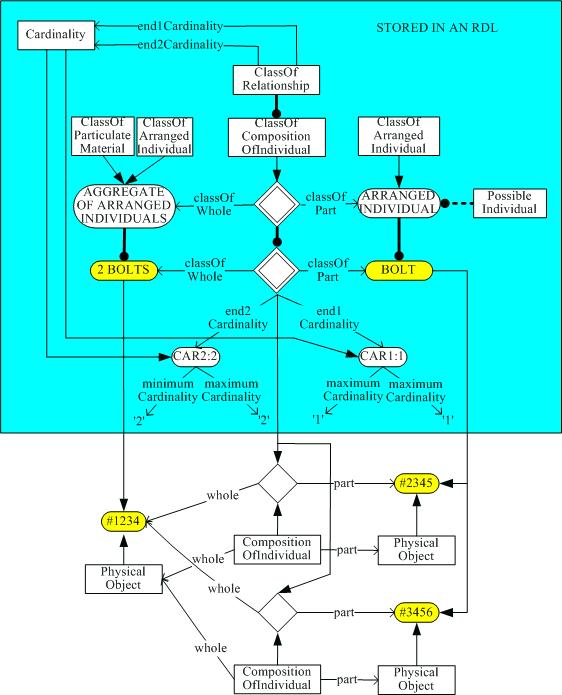 STORED IN AN RDL
Cardinality
end1Cardinality
end2Cardinality
ClassOf
Relationship
ClassOf
Particulate
Material
ClassOf
Arranged
Individual
ClassOf
Composition
OfIndividual
ClassOf
Arranged
Individual
AGGREGATE
OF ARRANGED
INDIVIDUALS
classOf
Whole
classOf
Part
ARRANGED
INDIVIDUAL
Possible
Individual
2 BOLTS
classOf
Whole
classOf
Part
BOLT
end2
Cardinality
end1
Cardinality
CAR2:2
CAR1:1
minimum
Cardinality
maximum
Cardinality
maximum
Cardinality
maximum
Cardinality
'2'
'2'
'1'
'1'
whole
part
#2345
#1234
Composition
OfIndividual
part
Physical
Object
whole
Physical
Object
whole
part
#3456
whole
Composition
OfIndividual
part
Physical
Object